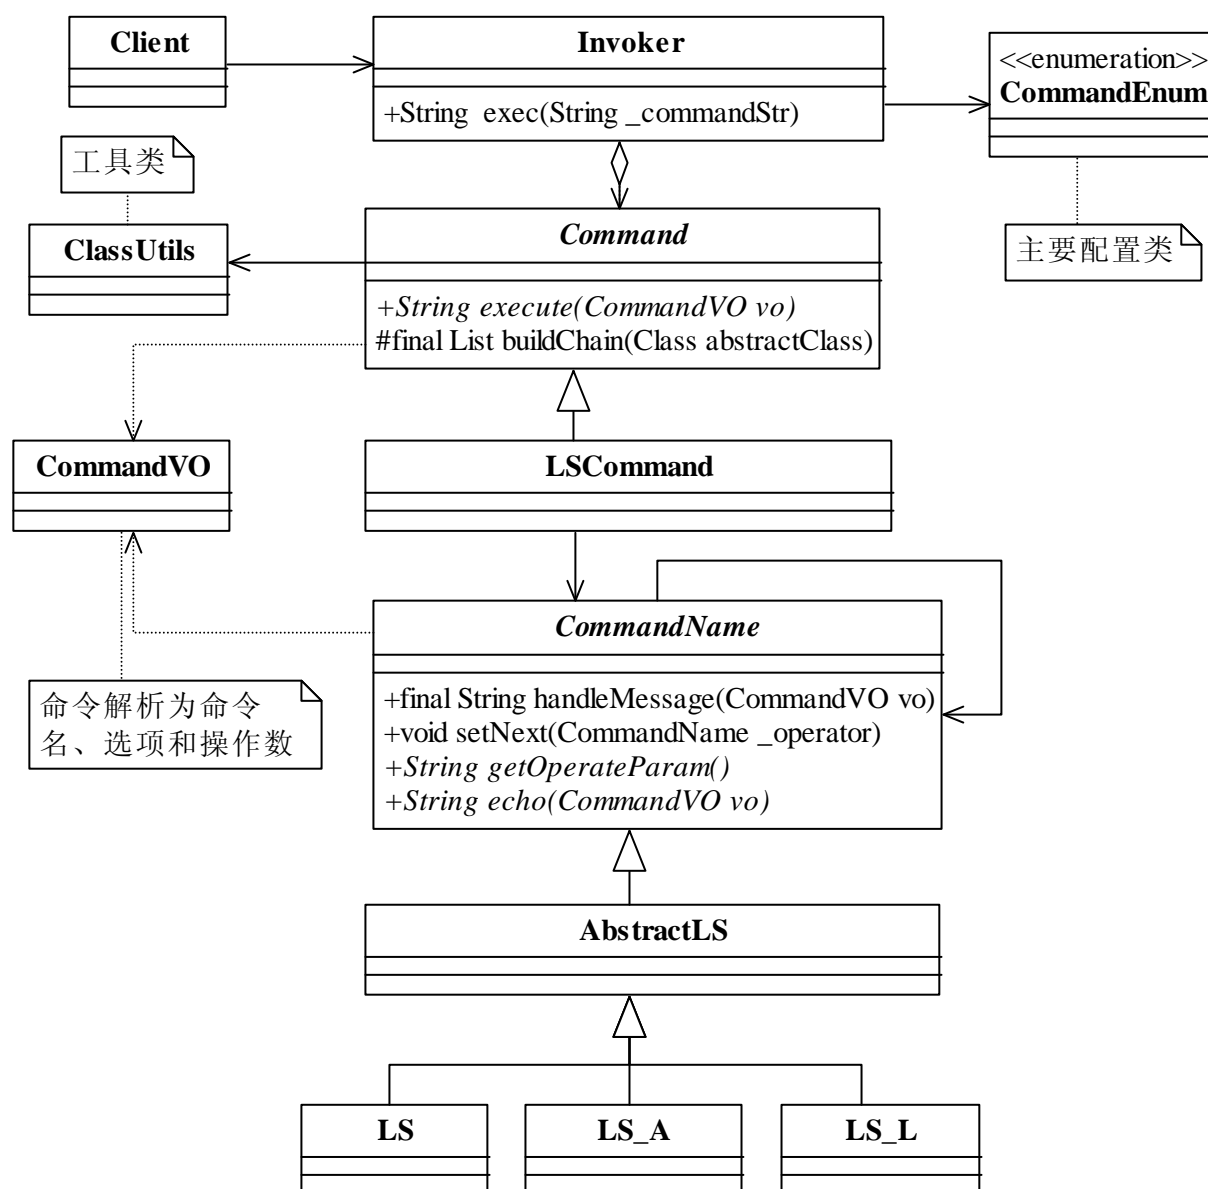 Client
Invoker
+String exec(String _commandStr)
<<enumeration>>
CommandEnum
工具类
主要配置类
ClassUtils
Command
+String execute(CommandVO vo)
#final List buildChain(Class abstractClass)
CommandVO
LSCommand
命令解析为命令
名、选项和操作数
CommandName
+final String handleMessage(CommandVO vo)
+void setNext(CommandName _operator)
+String getOperateParam()
+String echo(CommandVO vo)
AbstractLS
LS
LS_A
LS_L